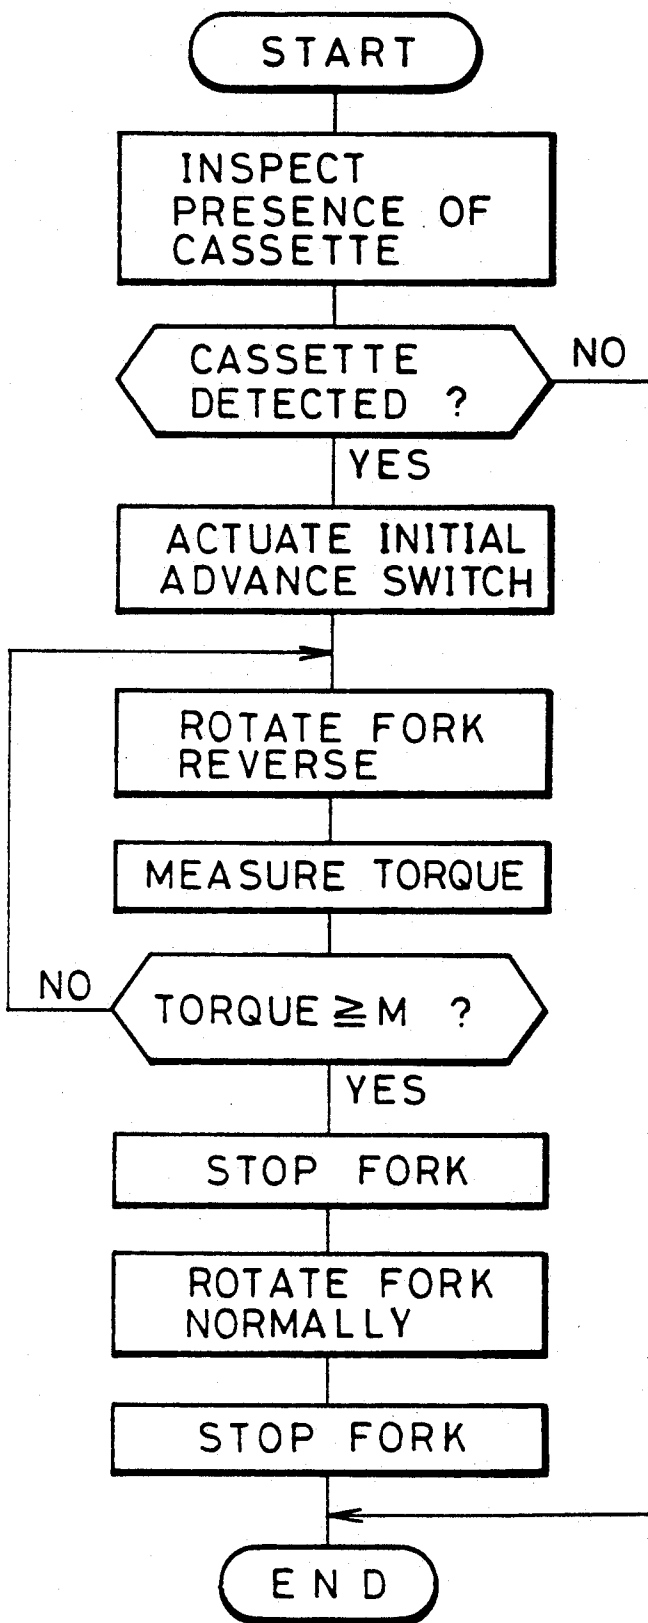 START
INSPECT
PRESENCE OF
CASSETTE
CASSETTE
DETECTED ?
NO
YES
ACTUATE INITIAL
ADVANCE SWITCH
ROTATE FORK
REVERSE
MEASURE TORQUE
NO
TORQUE ≧ M ?
YES
STOP FORK
ROTATE FORK
NORMALLY
STOP FORK
END